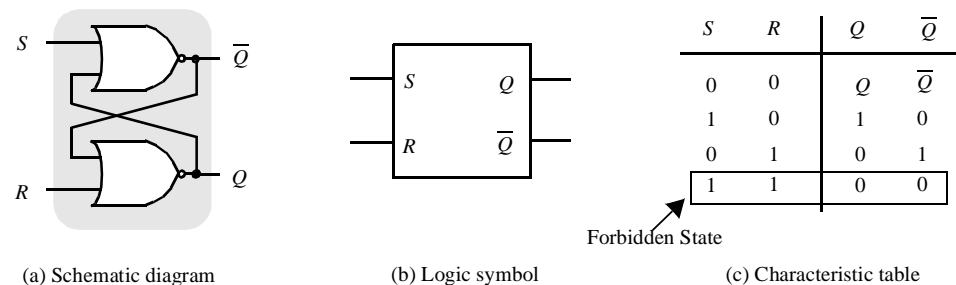 S
Q̅
R
Q
(a) Schematic diagram
S Q
R Q̅
(b) Logic symbol
S R Q Q̅
0 0 Q Q̅
1 0 1 0
0 1 0 1
1 1 0 0
Forbidden State
(c) Characteristic table